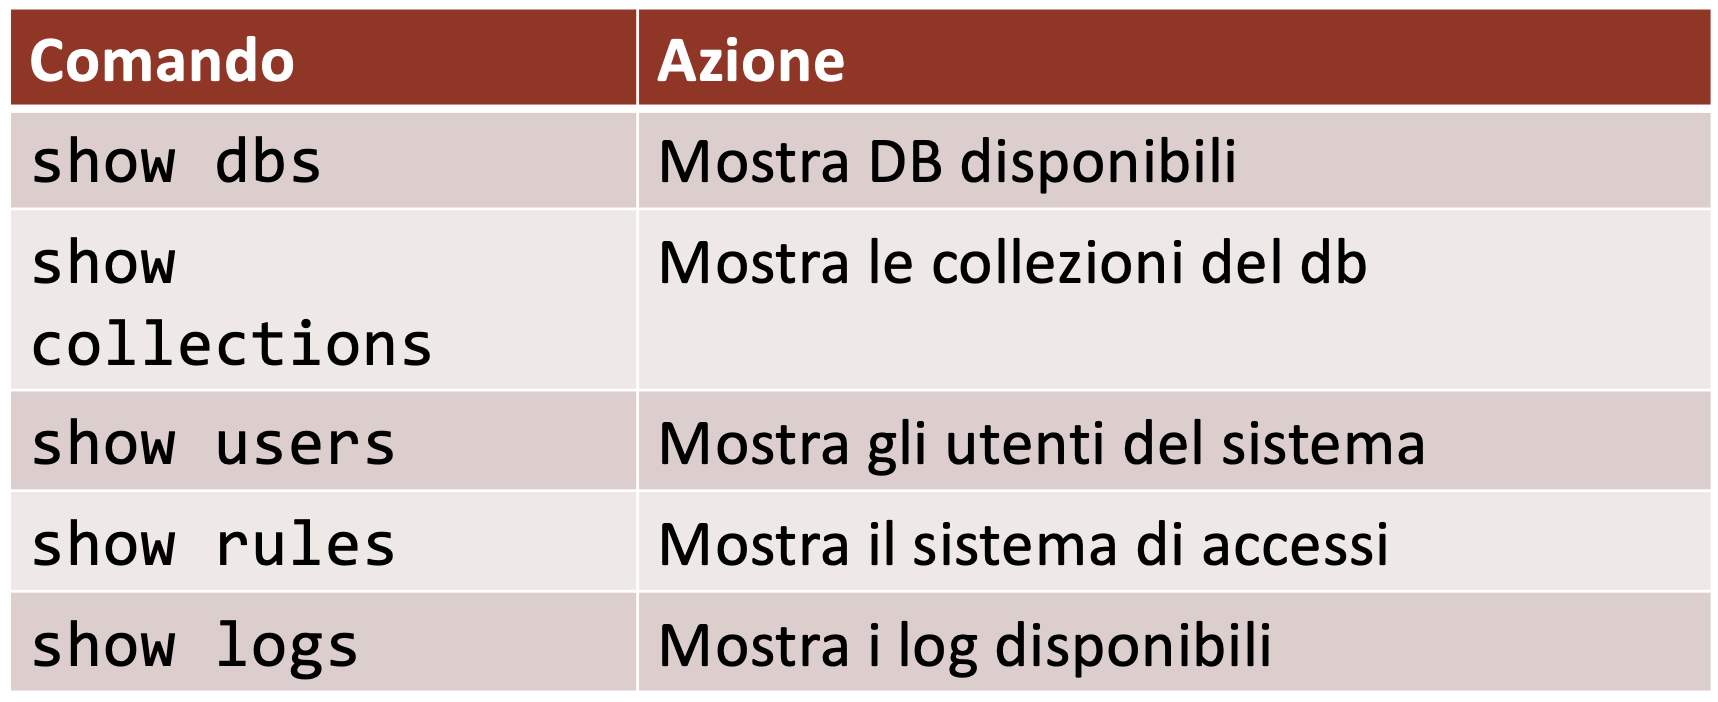 Comando Azione
show dbs Mostra DB disponibili
show Mostra le collezioni del db
collections
show users Mostra gli utenti del sistema
show rules Mostra il sistema di accessi
show logs Mostra i log disponibili